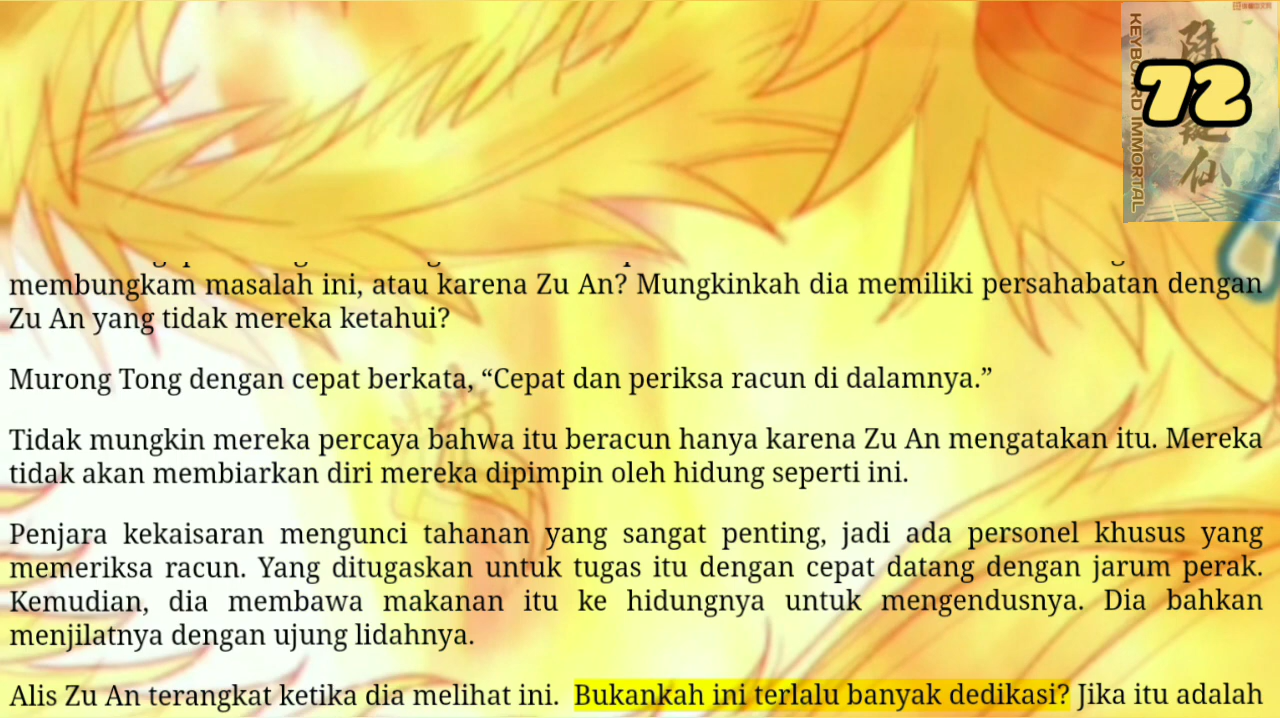 KEYBOARD IMMORTAL
72
仙
membungkam masalah ini, atau karena Zu An? Mungkinkah dia memiliki persahabatan dengan
Zu An yang tidak mereka ketahui?
Murong Tong dengan cepat berkata, “Cepat dan periksa racun di dalamnya.”
Tidak mungkin mereka percaya bahwa itu beracun hanya karena Zu An mengatakan itu. Mereka
tidak akan membiarkan diri mereka dipimpin oleh hidung seperti ini.
Penjara kekaisaran mengunci tahanan yang sangat penting, jadi ada personel khusus yang
memeriksa racun. Yang ditugaskan untuk tugas itu dengan cepat datang dengan jarum perak.
Kemudian, dia membawa makanan itu ke hidungnya untuk mengendusnya. Dia bahkan
menjilatnya dengan ujung lidahnya.
Alis Zu An terangkat ketika dia melihat ini. Bukankah ini terlalu banyak dedikasi? Jika itu adalah